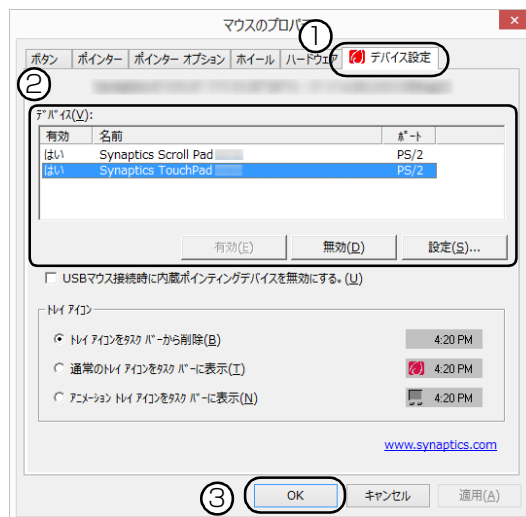 マウスのプロパティ
①
ボタン ポインター ポインター オプション ホイール ハードウェア デバイス設定
②
デバイス(V):
有効 名前 ポート
はい Synaptics Scroll Pad PS/2
はい Synaptics TouchPad PS/2
有効(E) 無効(D) 設定(S)...
USBマウス接続時に内蔵ポインティングデバイスを無効にする。(U)
トレイ アイコン
トレイ アイコンをタスク バーから削除(B) 4:20 PM
通常のトレイ アイコンをタスク バーに表示(T) 4:20 PM
アニメーション トレイ アイコンをタスク バーに表示(N) 4:20 PM
www.synaptics.com
③ OK キャンセル 適用(A)